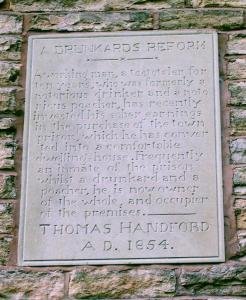 A DRUNKARDS REFORM
A working man, a teetotaler for
ten years, who was formerly a
notorious drinker and a noto
rious poacher, has recently
invested his sober earnings
in the purchase of the town
prison, which he has conver
ted into a comfortable
dwelling-house. Frequently
an inmate of the prison
whilst a drunkard and a
poacher, he is now owner
of the whole, and occupier
of the premises.
THOMAS HANDFORD
A.D. 1854.